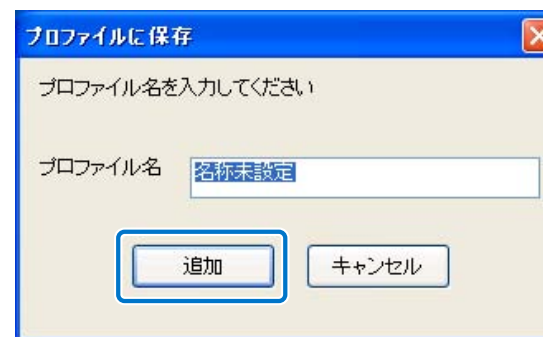 プロファイルに保存
プロファイル名を入力してください
プロファイル名 名称未設定
追加 キャンセル